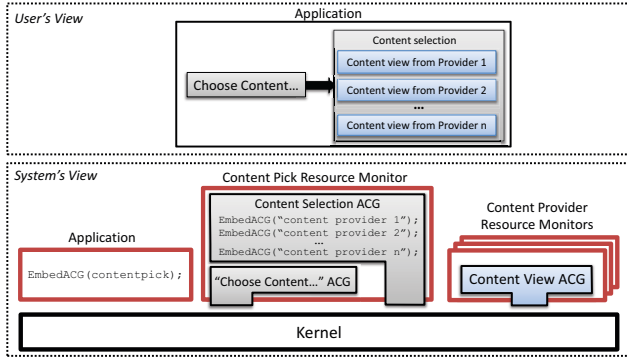 User's View
Application
Content selection
Content view from Provider 1
Choose Content…
Content view from Provider 2
…
Content view from Provider n
System's View
Content Pick Resource Monitor
Content Selection ACG
EmbedACG("content provider 1");
EmbedACG("content provider 2");
…
EmbedACG("content provider n");
Application
EmbedACG(contentpick);
"Choose Content…" ACG
Content Provider
Resource Monitors
Content View ACG
Kernel